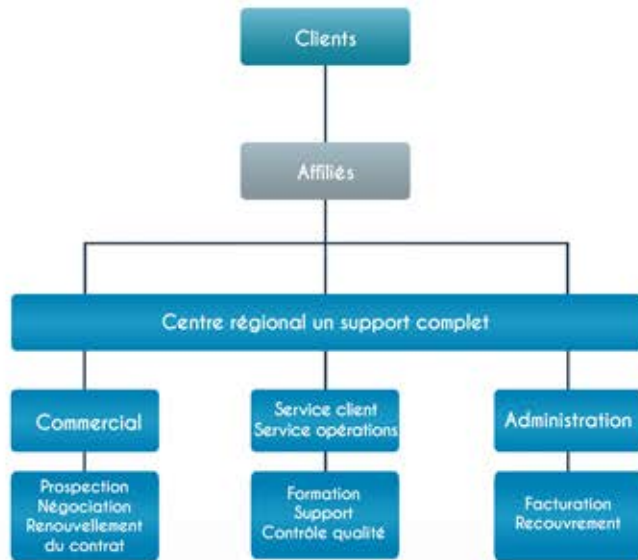 Clients
Affiliés
Centre régional un support complet
Commercial
Service client
Service opérations
Administration
Prospection
Négociation
Renouvellement
du contrat
Formation
Support
Contrôle qualité
Facturation
Recouvrement